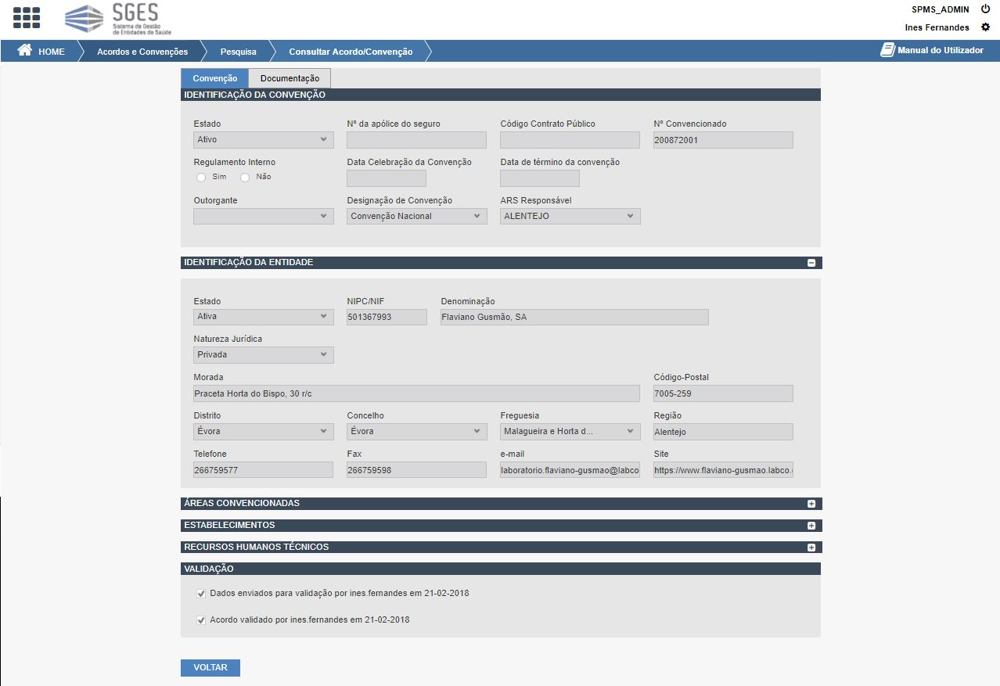 SGES
Sistema de Gestão
de Entidades de Saúde
SPMS_ADMIN
Ines Fernandes
HOME
Acordos e Convenções
Pesquisa
Consultar Acordo/Convenção
Manual do Utilizador
Convenção
Documentação
IDENTIFICAÇÃO DA CONVENÇÃO
Estado
Nº da apólice do seguro
Código Contrato Público
Nº Convencionado
Ativo
200872001
Regulamento Interno
Data Celebração da Convenção
Data de término da convenção
Sim
Não
Outorgante
Designação de Convenção
ARS Responsável
Convenção Nacional
ALENTEJO
IDENTIFICAÇÃO DA ENTIDADE
Estado
NIPC/NIF
Denominação
Ativa
501367993
Flaviano Gusmão, SA
Natureza Jurídica
Privada
Morada
Código-Postal
Praceta Horta do Bispo, 30 r/c
7005-259
Distrito
Concelho
Freguesia
Região
Évora
Évora
Malagueira e Horta d...
Alentejo
Telefone
Fax
e-mail
Site
266759577
266759598
laboratorio.flaviano-gusmao@labco
https://www.flaviano-gusmao.labco.
ÁREAS CONVENCIONADAS
ESTABELECIMENTOS
RECURSOS HUMANOS TÉCNICOS
VALIDAÇÃO
Dados enviados para validação por ines.fernandes em 21-02-2018
Acordo validado por ines.fernandes em 21-02-2018
VOLTAR